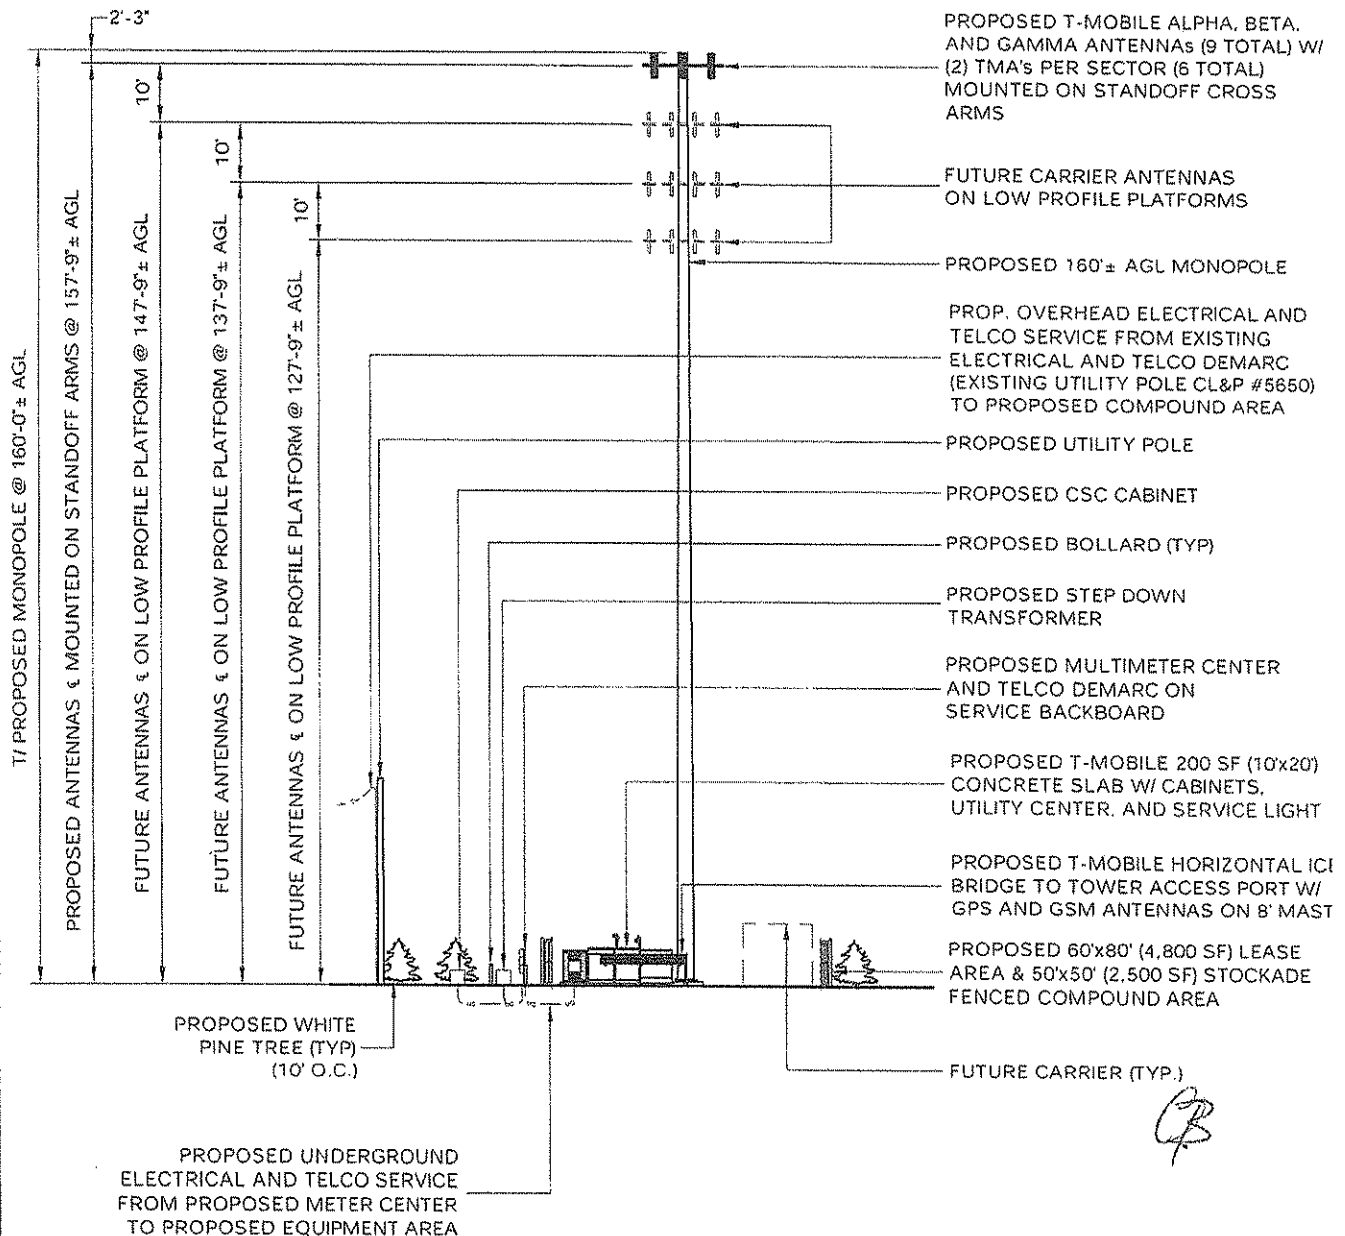 2'-3"
10'
10'
10'
T/ PROPOSED MONOPOLE @ 160'-0"± AGL
PROPOSED ANTENNAS ℄ MOUNTED ON STANDOFF ARMS @ 157'-9"± AGL
FUTURE ANTENNAS ℄ ON LOW PROFILE PLATFORM @ 147'-9"± AGL
FUTURE ANTENNAS ℄ ON LOW PROFILE PLATFORM @ 137'-9"± AGL
FUTURE ANTENNAS ℄ ON LOW PROFILE PLATFORM @ 127'-9"± AGL
PROPOSED T-MOBILE ALPHA, BETA,
AND GAMMA ANTENNAs (9 TOTAL) W/
(2) TMA's PER SECTOR (6 TOTAL)
MOUNTED ON STANDOFF CROSS
ARMS
FUTURE CARRIER ANTENNAS
ON LOW PROFILE PLATFORMS
PROPOSED 160'± AGL MONOPOLE
PROP. OVERHEAD ELECTRICAL AND
TELCO SERVICE FROM EXISTING
ELECTRICAL AND TELCO DEMARC
(EXISTING UTILITY POLE CL&P #5650)
TO PROPOSED COMPOUND AREA
PROPOSED UTILITY POLE
PROPOSED CSC CABINET
PROPOSED BOLLARD (TYP)
PROPOSED STEP DOWN
TRANSFORMER
PROPOSED MULTIMETER CENTER
AND TELCO DEMARC ON
SERVICE BACKBOARD
PROPOSED T-MOBILE 200 SF (10'x20')
CONCRETE SLAB W/ CABINETS,
UTILITY CENTER, AND SERVICE LIGHT
PROPOSED T-MOBILE HORIZONTAL ICE
BRIDGE TO TOWER ACCESS PORT W/
GPS AND GSM ANTENNAS ON 8' MAST
PROPOSED 60'x80' (4,800 SF) LEASE
AREA & 50'x50' (2,500 SF) STOCKADE
FENCED COMPOUND AREA
FUTURE CARRIER (TYP.)
PROPOSED WHITE
PINE TREE (TYP)
(10' O.C.)
PROPOSED UNDERGROUND
ELECTRICAL AND TELCO SERVICE
FROM PROPOSED METER CENTER
TO PROPOSED EQUIPMENT AREA